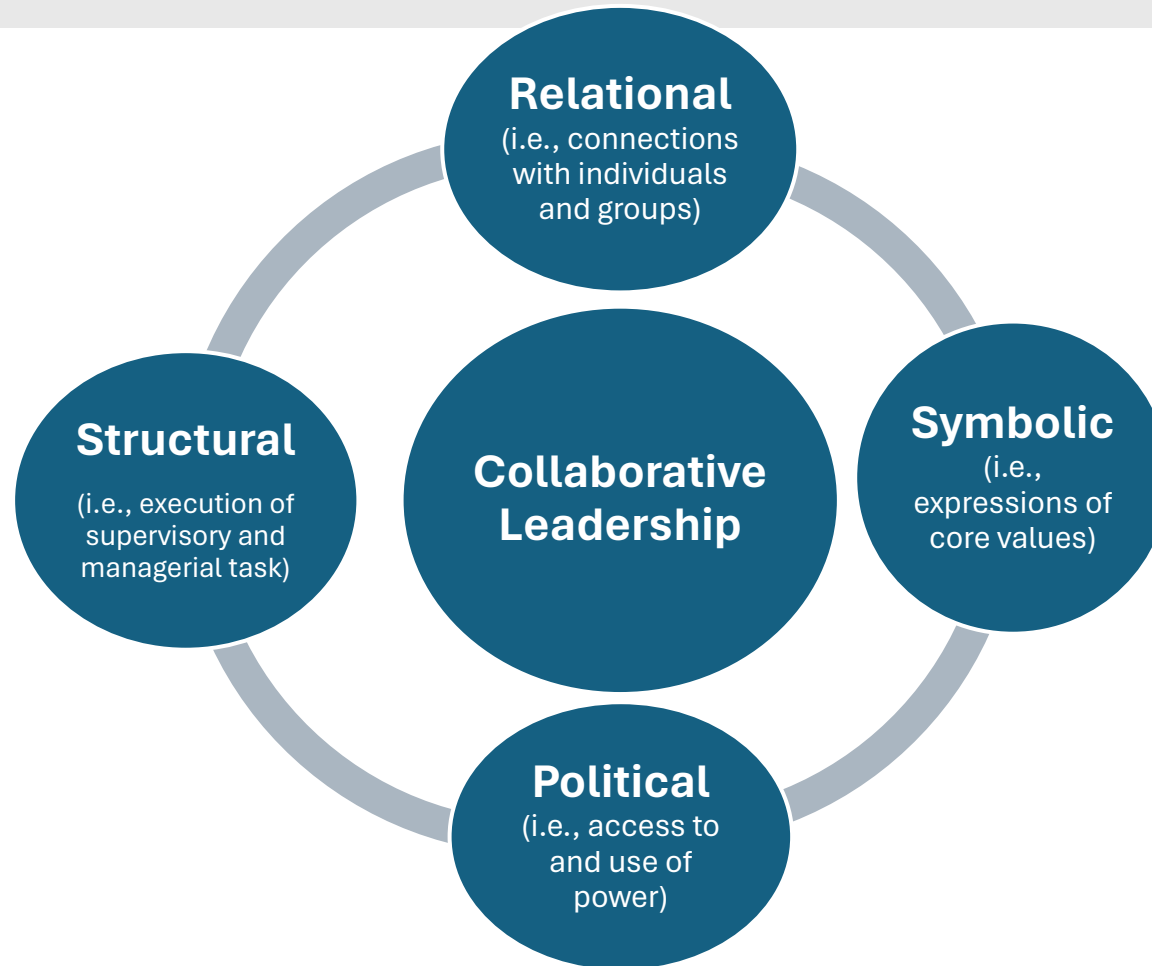 Relational
(i.e., connections
with individuals
and groups)
Structural
(i.e., execution of
supervisory and
managerial task)
Collaborative
Leadership
Symbolic
(i.e.,
expressions of
core values)
Political
(i.e., access to
and use of
power)